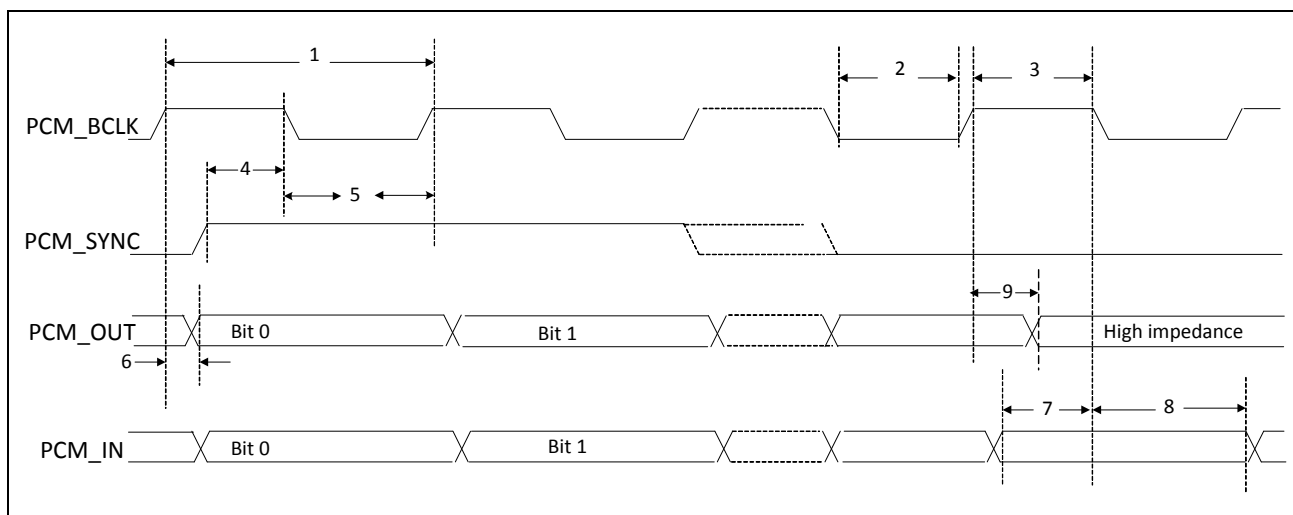 1
2
3
PCM_BCLK
4
5
PCM_SYNC
9
PCM_OUT
Bit 0
Bit 1
High impedance
6
7
8
PCM_IN
Bit 0
Bit 1